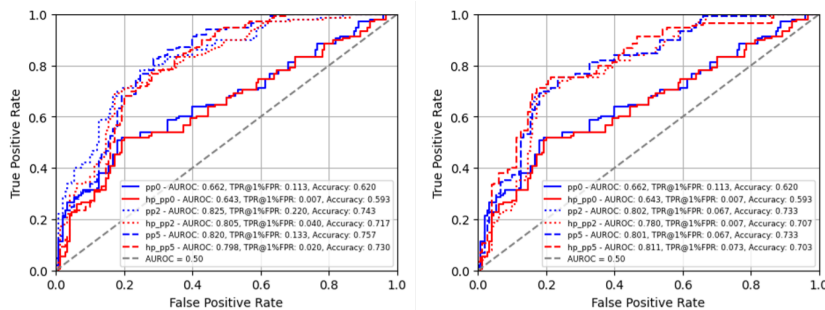 1.0
0.8
0.6
0.4
0.2
0.0
True Positive Rate
pp0 - AUROC: 0.662, TPR@1%FPR: 0.113, Accuracy: 0.620
hp_pp0 - AUROC: 0.643, TPR@1%FPR: 0.007, Accuracy: 0.593
pp2 - AUROC: 0.825, TPR@1%FPR: 0.220, Accuracy: 0.743
hp_pp2 - AUROC: 0.805, TPR@1%FPR: 0.040, Accuracy: 0.717
pp5 - AUROC: 0.820, TPR@1%FPR: 0.133, Accuracy: 0.757
hp_pp5 - AUROC: 0.798, TPR@1%FPR: 0.020, Accuracy: 0.730
AUROC = 0.50
0.0 0.2 0.4 0.6 0.8 1.0
False Positive Rate
1.0
0.8
0.6
0.4
0.2
0.0
True Positive Rate
pp0 - AUROC: 0.662, TPR@1%FPR: 0.113, Accuracy: 0.620
hp_pp0 - AUROC: 0.643, TPR@1%FPR: 0.007, Accuracy: 0.593
pp2 - AUROC: 0.802, TPR@1%FPR: 0.067, Accuracy: 0.733
hp_pp2 - AUROC: 0.780, TPR@1%FPR: 0.007, Accuracy: 0.707
pp5 - AUROC: 0.801, TPR@1%FPR: 0.067, Accuracy: 0.733
hp_pp5 - AUROC: 0.811, TPR@1%FPR: 0.073, Accuracy: 0.703
AUROC = 0.50
0.0 0.2 0.4 0.6 0.8 1.0
False Positive Rate